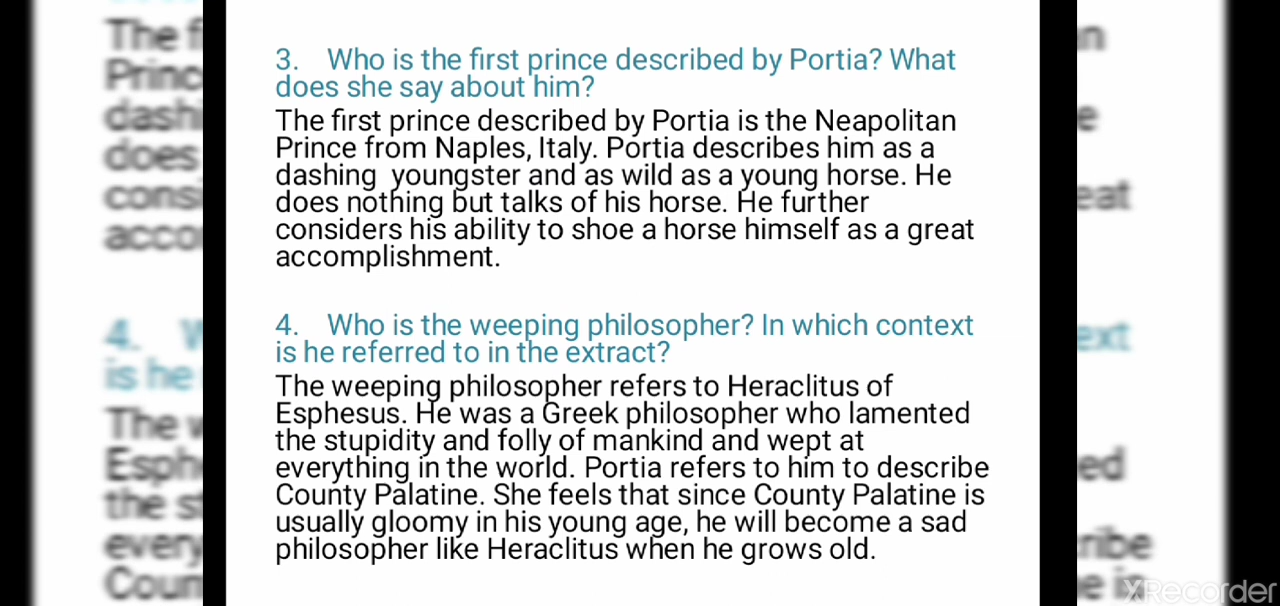 3. Who is the first prince described by Portia? What
does she say about him?
The first prince described by Portia is the Neapolitan
Prince from Naples, Italy. Portia describes him as a
dashing youngster and as wild as a young horse. He
does nothing but talks of his horse. He further
considers his ability to shoe a horse himself as a great
accomplishment.
4. Who is the weeping philosopher? In which context
is he referred to in the extract?
The weeping philosopher refers to Heraclitus of
Esphesus. He was a Greek philosopher who lamented
the stupidity and folly of mankind and wept at
everything in the world. Portia refers to him to describe
County Palatine. She feels that since County Palatine is
usually gloomy in his young age, he will become a sad
philosopher like Heraclitus when he grows old.
XRecorder